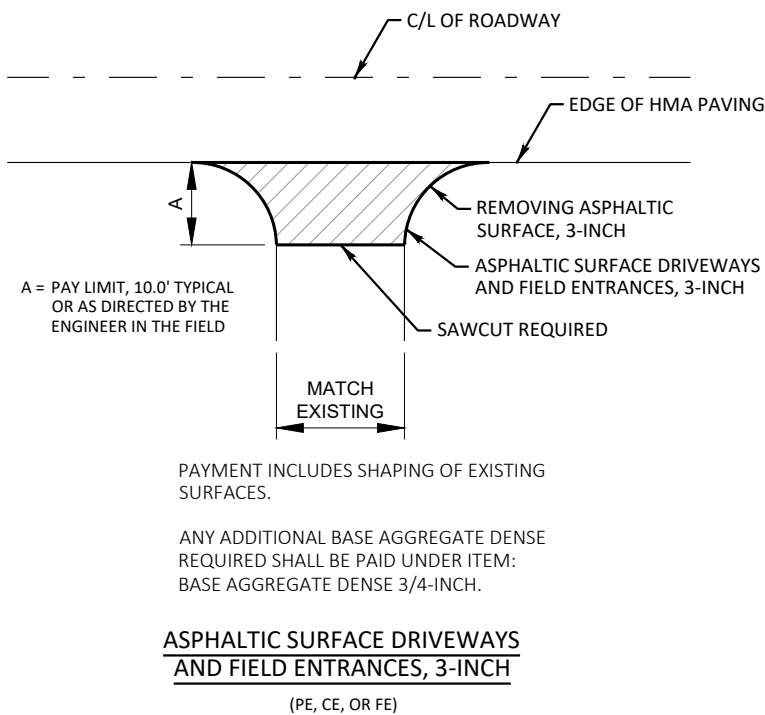 C/L OF ROADWAY
EDGE OF HMA PAVING
A
REMOVING ASPHALTIC
SURFACE, 3-INCH
ASPHALTIC SURFACE DRIVEWAYS
AND FIELD ENTRANCES, 3-INCH
A = PAY LIMIT, 10.0' TYPICAL
OR AS DIRECTED BY THE
ENGINEER IN THE FIELD
SAWCUT REQUIRED
MATCH
EXISTING
PAYMENT INCLUDES SHAPING OF EXISTING
SURFACES.
ANY ADDITIONAL BASE AGGREGATE DENSE
REQUIRED SHALL BE PAID UNDER ITEM:
BASE AGGREGATE DENSE 3/4-INCH.
ASPHALTIC SURFACE DRIVEWAYS
AND FIELD ENTRANCES, 3-INCH
(PE, CE, OR FE)